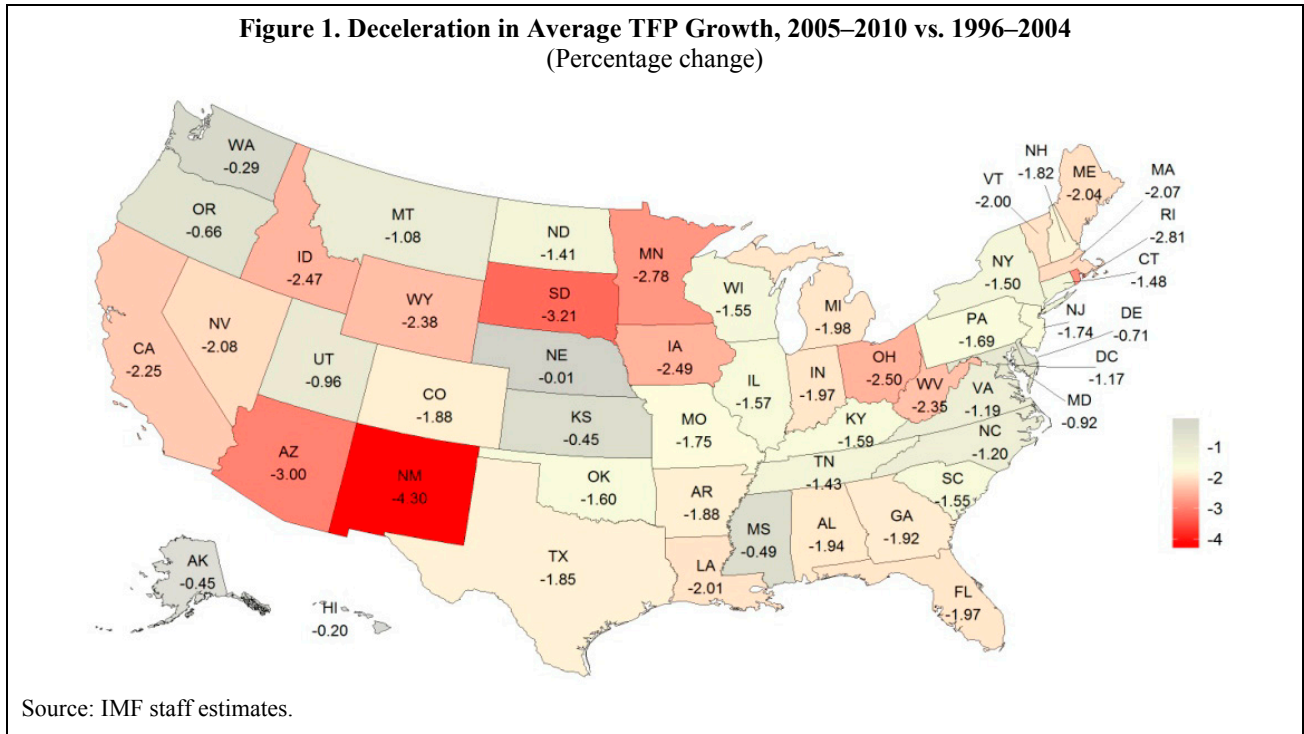 Figure 1. Deceleration in Average TFP Growth, 2005–2010 vs. 1996–2004
(Percentage change)
WA
-0.29
OR
-0.66
CA
-2.25
NV
-2.08
ID
-2.47
MT
-1.08
WY
-2.38
UT
-0.96
AZ
-3.00
CO
-1.88
NM
-4.30
ND
-1.41
SD
-3.21
NE
-0.01
KS
-0.45
OK
-1.60
TX
-1.85
MN
-2.78
IA
-2.49
MO
-1.75
AR
-1.88
LA
-2.01
WI
-1.55
IL
-1.57
MI
-1.98
IN
-1.97
OH
-2.50
KY
-1.59
TN
-1.43
MS
-0.49
AL
-1.94
GA
-1.92
FL
-1.97
SC
-1.55
NC
-1.20
VA
-1.19
WV
-2.35
PA
-1.69
NY
-1.50
VT
-2.00
NH
-1.82
ME
-2.04
MA
-2.07
RI
-2.81
CT
-1.48
NJ
-1.74
DE
-0.71
DC
-1.17
MD
-0.92
AK
-0.45
HI
-0.20
-1
-2
-3
-4
Source: IMF staff estimates.